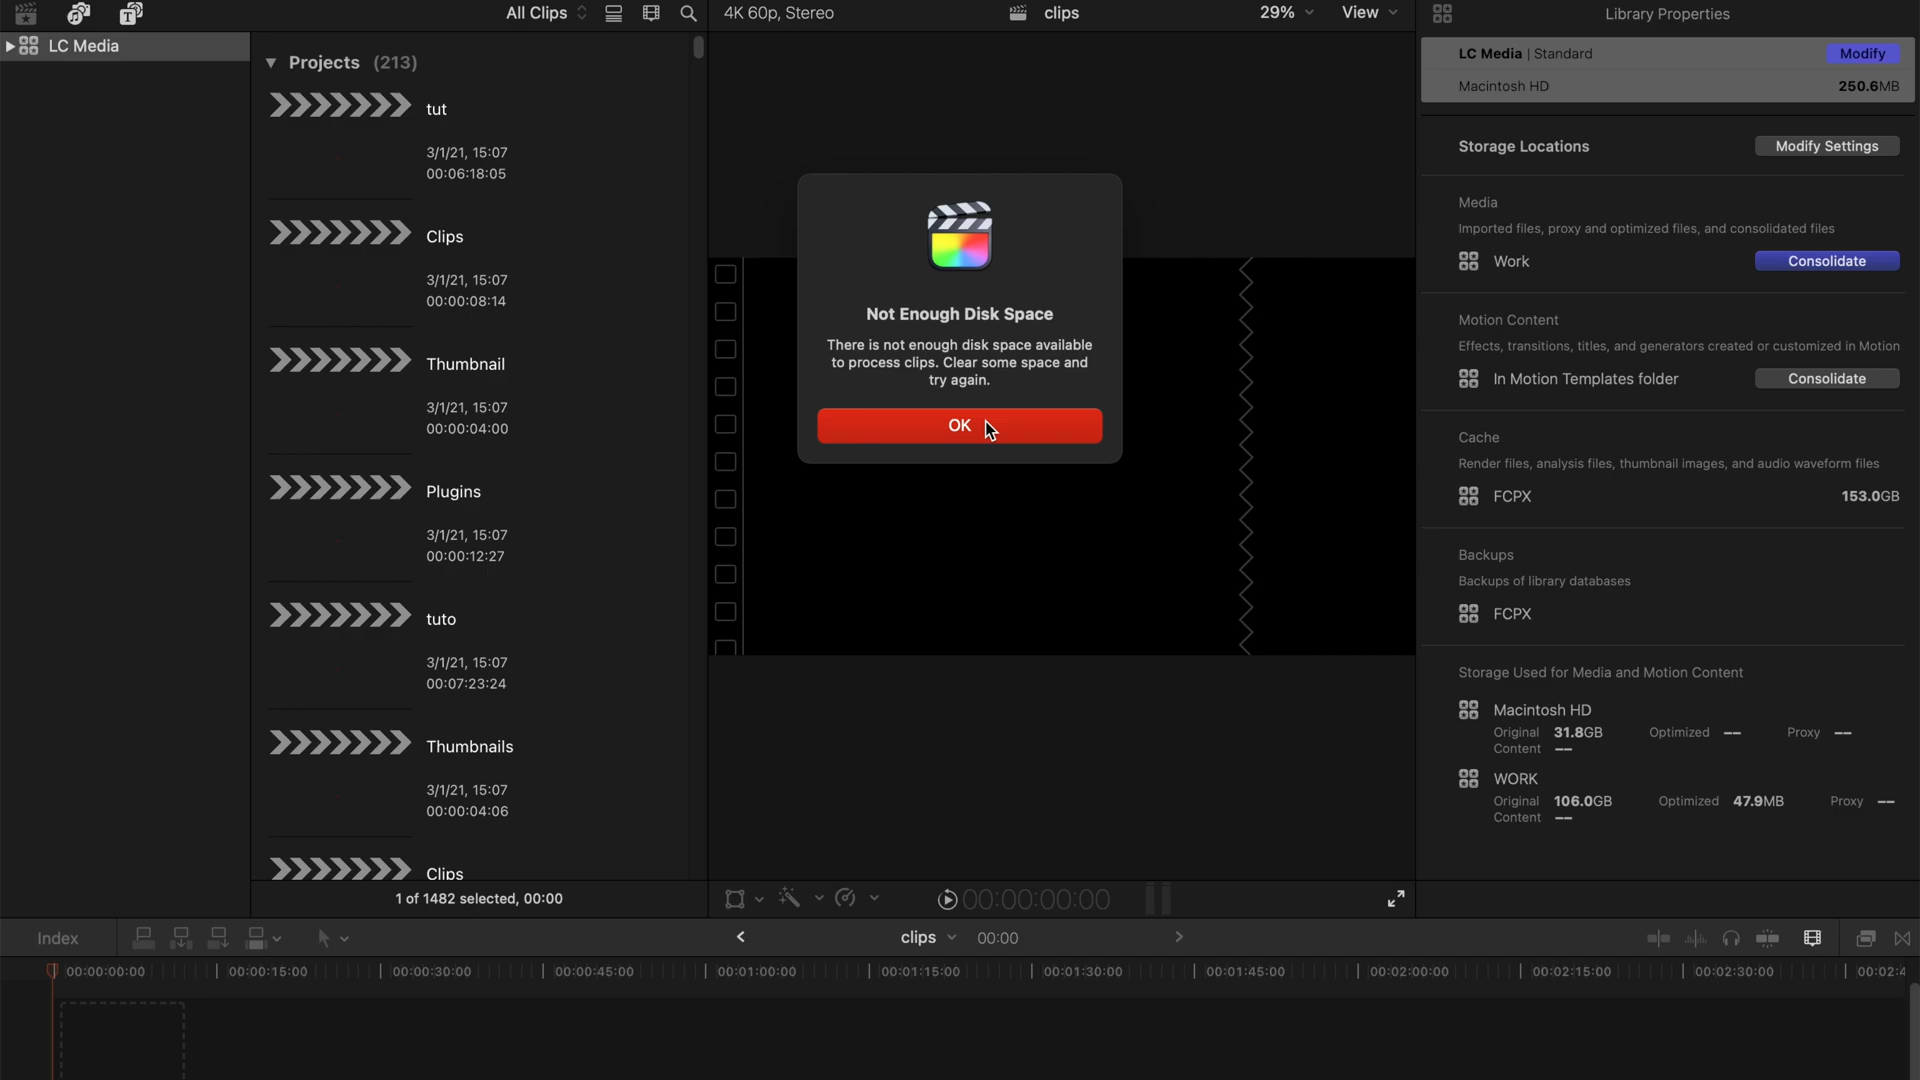 All Clips
4K 60p, Stereo
clips
29%
View
Library Properties
LC Media
Projects (213)
tut
3/1/21, 15:07
00:06:18:05
Clips
3/1/21, 15:07
00:00:08:14
Thumbnail
3/1/21, 15:07
00:00:04:00
Plugins
3/1/21, 15:07
00:00:12:27
tuto
3/1/21, 15:07
00:07:23:24
Thumbnails
3/1/21, 15:07
00:00:04:06
Clips
1 of 1482 selected, 00:00
Not Enough Disk Space
There is not enough disk space available
to process clips. Clear some space and
try again.
OK
00:00:00:00
LC Media | Standard
Modify
Macintosh HD
250.6MB
Storage Locations
Modify Settings
Media
Imported files, proxy and optimized files, and consolidated files
Work
Consolidate
Motion Content
Effects, transitions, titles, and generators created or customized in Motion
In Motion Templates folder
Consolidate
Cache
Render files, analysis files, thumbnail images, and audio waveform files
FCPX
153.0GB
Backups
Backups of library databases
FCPX
Storage Used for Media and Motion Content
Macintosh HD
Original 31.8GB Optimized -- Proxy --
Content --
WORK
Original 106.0GB Optimized 47.9MB Proxy --
Content --
Index
clips
00:00
00:00:00:00
00:00:15:00
00:00:30:00
00:00:45:00
00:01:00:00
00:01:15:00
00:01:30:00
00:01:45:00
00:02:00:00
00:02:15:00
00:02:30:00
00:02:4